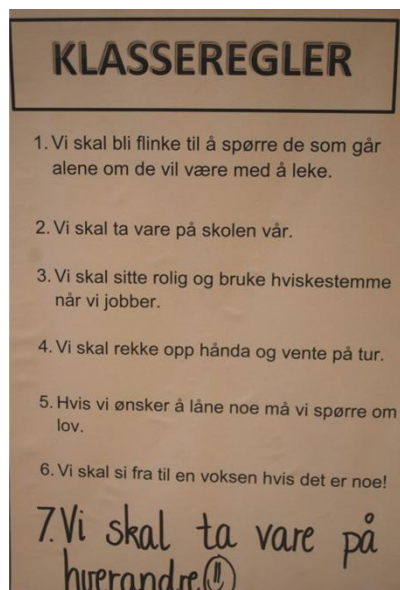 KLASSEREGLER
1. Vi skal bli flinke til å spørre de som går
alene om de vil være med å leke.
2. Vi skal ta vare på skolen vår.
3. Vi skal sitte rolig og bruke hviskestemme
når vi jobber.
4. Vi skal rekke opp hånda og vente på tur.
5. Hvis vi ønsker å låne noe må vi spørre om
lov.
6. Vi skal si fra til en voksen hvis det er noe!
7. Vi skal ta vare på
hverandre